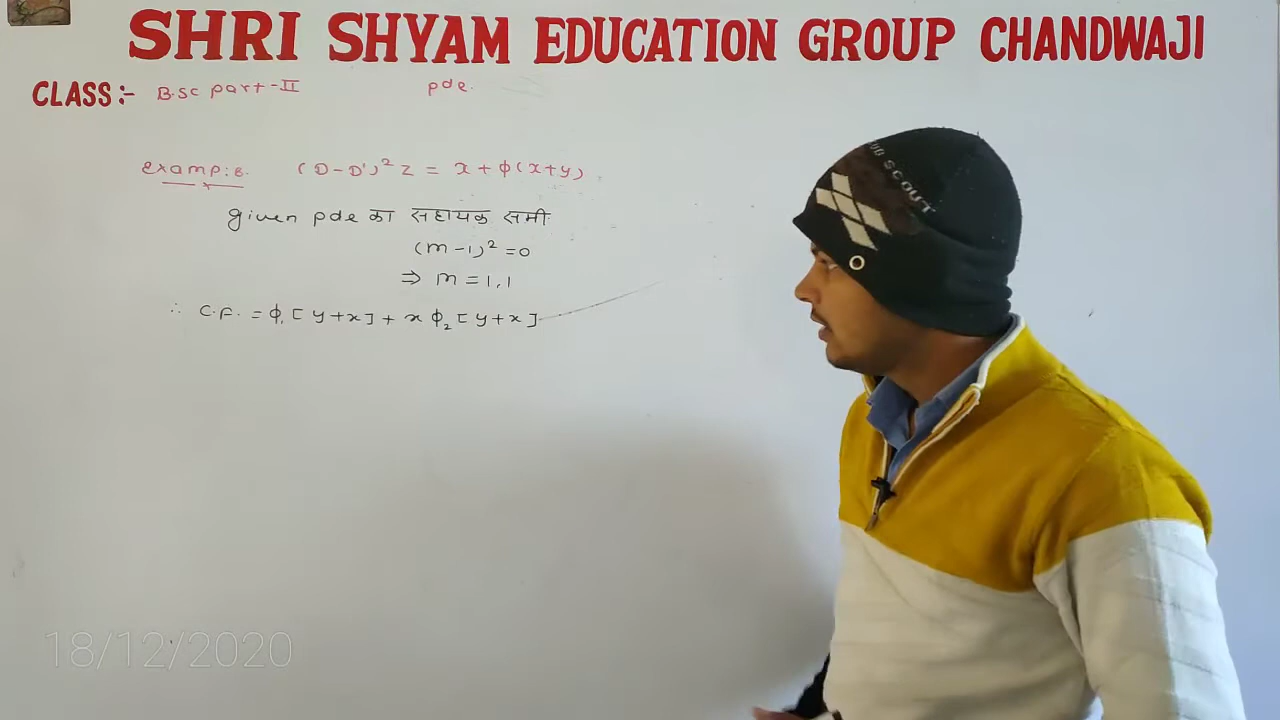 SHRI SHYAM EDUCATION GROUP CHANDWAJI
CLASS:- B.SC part-II pde.
examp:6. (D-D')² z = x + ϕ(x+y)
given pde का सहायक समी
(m-1)² = 0
⇒ m = 1,1
∴ C.F. = ϕ₁[y+x] + x ϕ₂[y+x]
SCOUT
18/12/2020